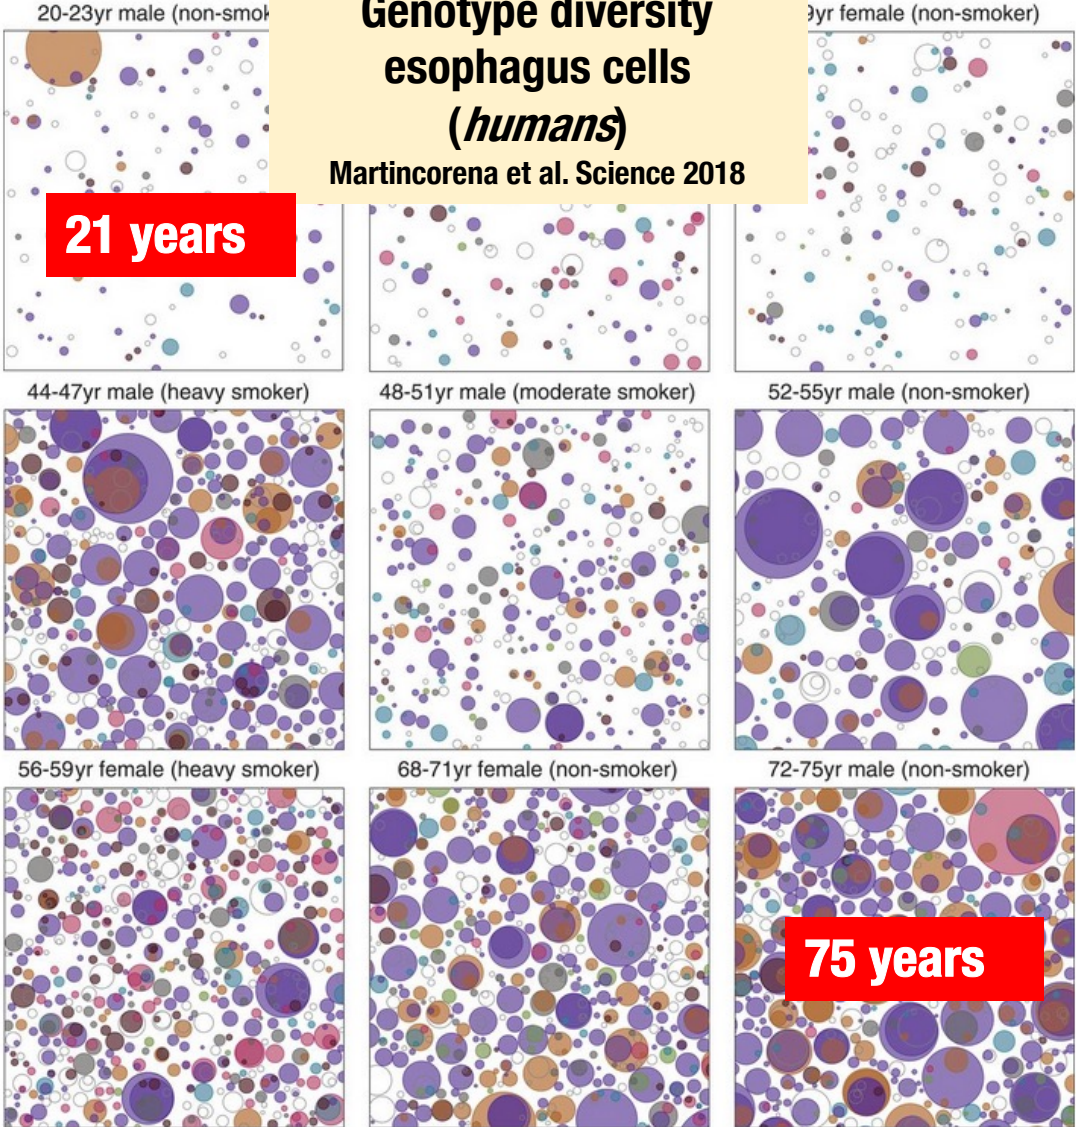 20-23yr male (non-smok
Genotype diversity
esophagus cells
(humans)
Martincorena et al. Science 2018
9yr female (non-smoker)
21 years
44-47yr male (heavy smoker)
48-51yr male (moderate smoker)
52-55yr male (non-smoker)
56-59yr female (heavy smoker)
68-71yr female (non-smoker)
72-75yr male (non-smoker)
75 years